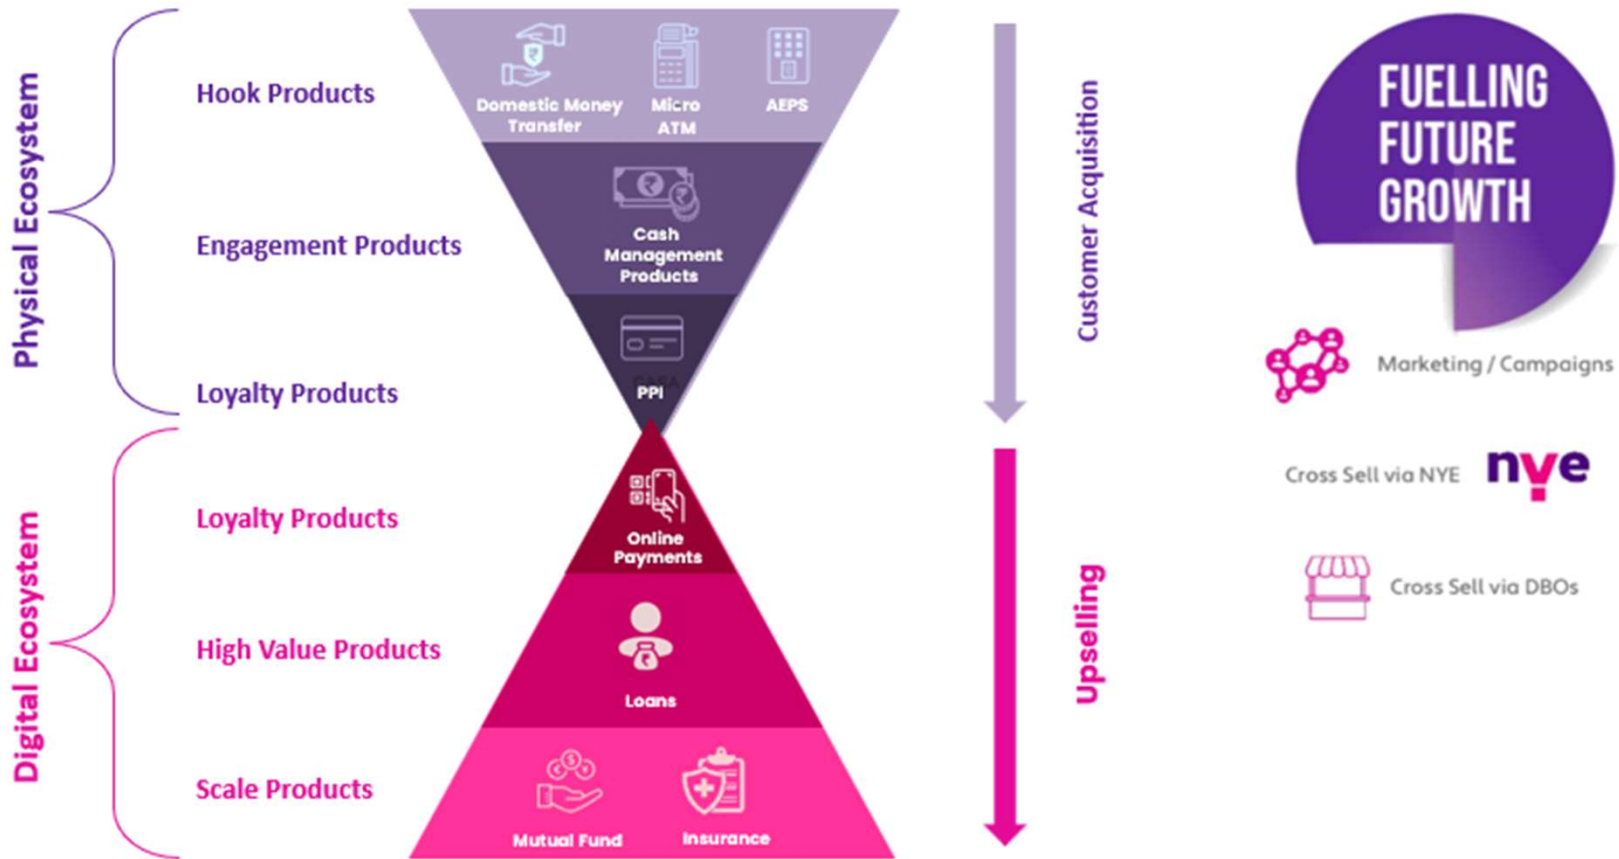 Physical Ecosystem
Hook Products
Domestic Money
Transfer
Micro
ATM
AEPS
Engagement Products
Cash
Management
Products
Loyalty Products
PPI
Customer Acquisition
Digital Ecosystem
Loyalty Products
Online
Payments
High Value Products
Loans
Scale Products
Mutual Fund
Insurance
Upselling
FUELLING
FUTURE
GROWTH
Marketing / Campaigns
Cross Sell via NYE
nye
Cross Sell via DBOs